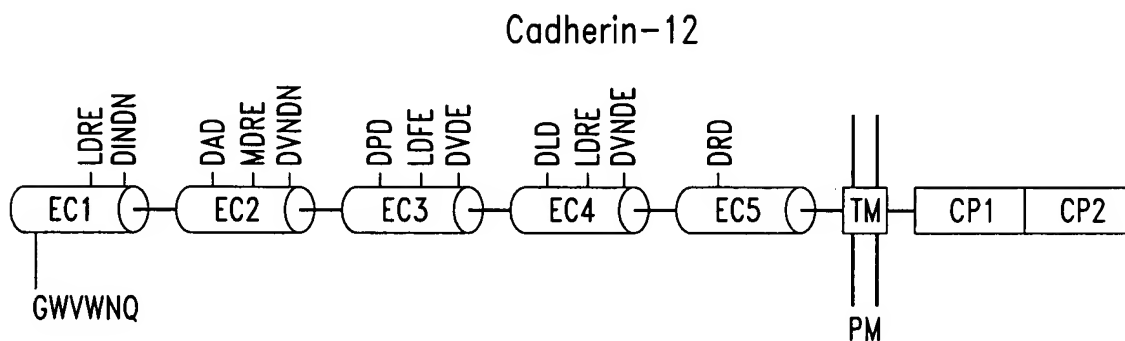 Cadherin-12
LDRE
DINDN
DAD
MDRE
DVNDN
DPD
LDFE
DVDE
DLD
LDRE
DVNDE
DRD
EC1
EC2
EC3
EC4
EC5
TM
CP1
CP2
GWVWNQ
PM